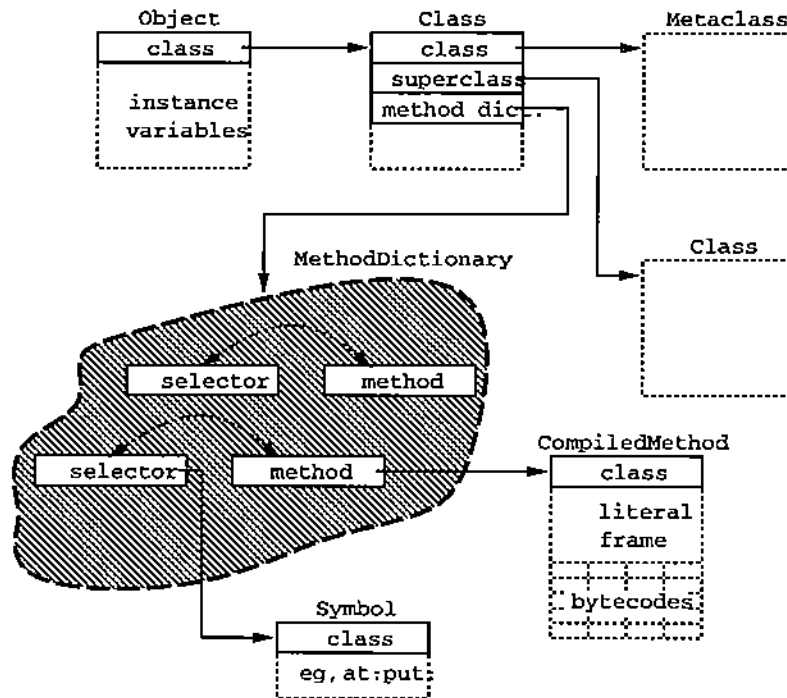 Object
Class
Metaclass
class
class
superclass
method dict.
instance
variables
Class
MethodDictionary
selector
method
selector
method
CompiledMethod
class
literal
frame
bytecodes
Symbol
class
eg, at:put: